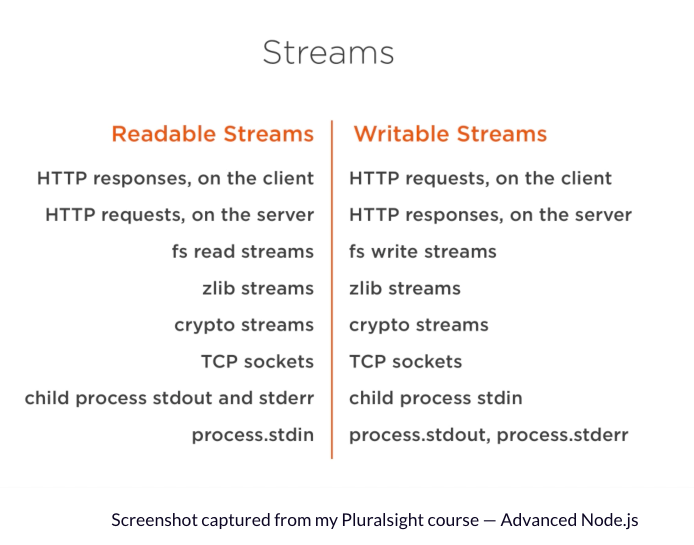 Streams
Readable Streams
HTTP responses, on the client
HTTP requests, on the server
fs read streams
zlib streams
crypto streams
TCP sockets
child process stdout and stderr
process.stdin
Writable Streams
HTTP requests, on the client
HTTP responses, on the server
fs write streams
zlib streams
crypto streams
TCP sockets
child process stdin
process.stdout, process.stderr
Screenshot captured from my Pluralsight course — Advanced Node.js